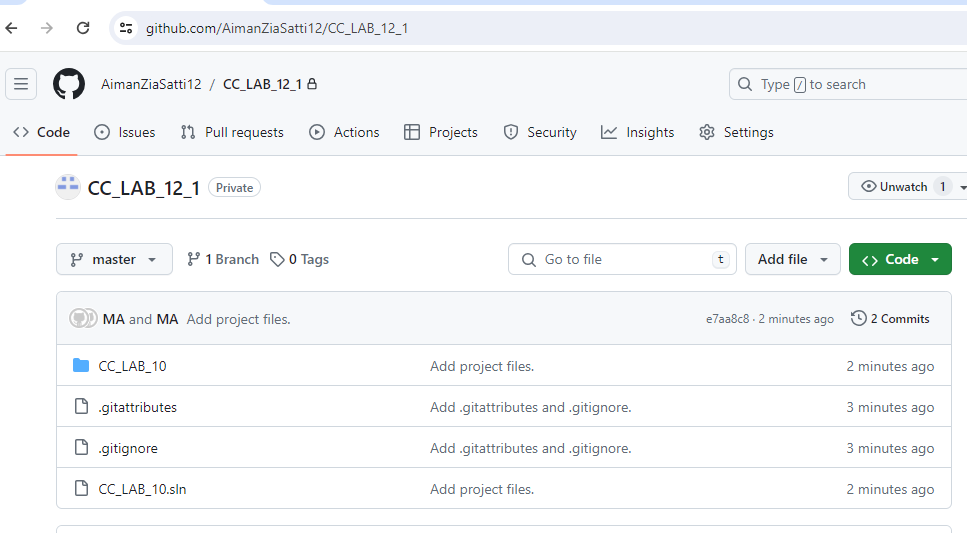 github.com/AimanZiaSatti12/CC_LAB_12_1
AimanZiaSatti12 / CC_LAB_12_1 Type / to search
Code Issues Pull requests Actions Projects Security Insights Settings
CC_LAB_12_1 Private Unwatch 1
master 1 Branch 0 Tags Go to file t Add file Code
MA and MA Add project files. e7aa8c8 · 2 minutes ago 2 Commits
CC_LAB_10 Add project files. 2 minutes ago
.gitattributes Add .gitattributes and .gitignore. 3 minutes ago
.gitignore Add .gitattributes and .gitignore. 3 minutes ago
CC_LAB_10.sln Add project files. 2 minutes ago